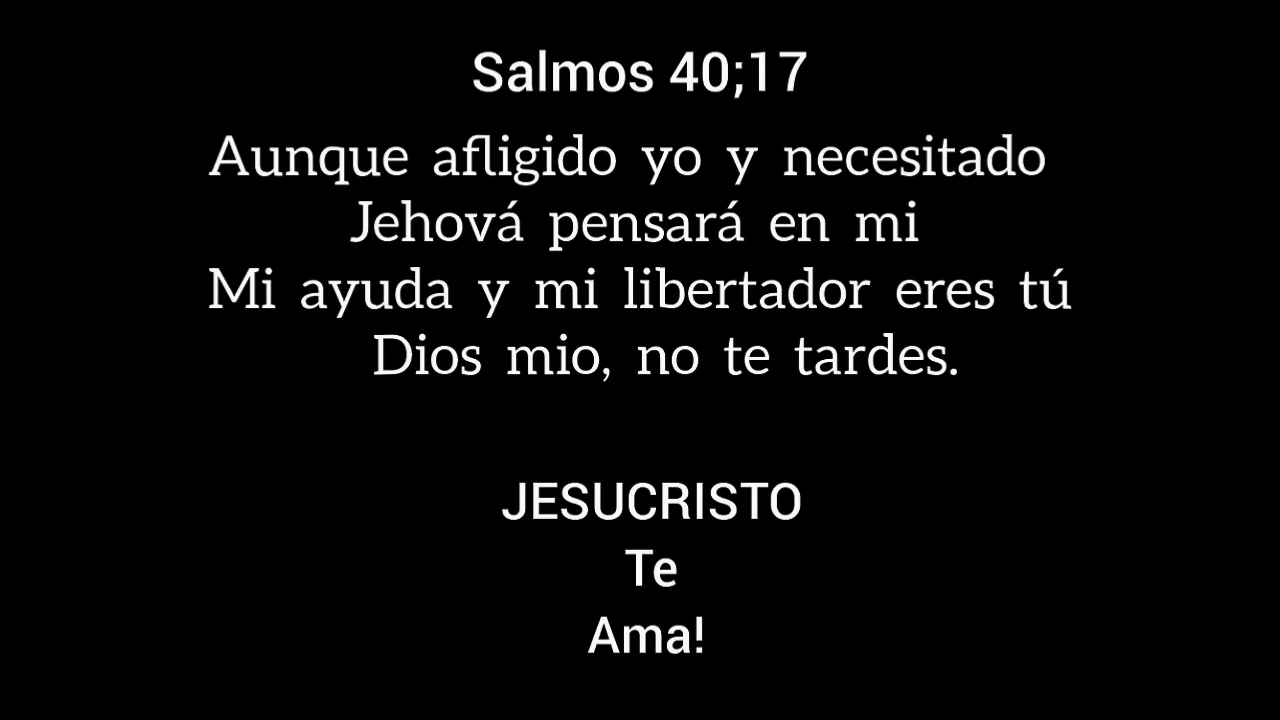 Salmos 40;17
Aunque afligido yo y necesitado
Jehová pensará en mi
Mi ayuda y mi libertador eres tú
Dios mio, no te tardes.
JESUCRISTO
Te
Ama!